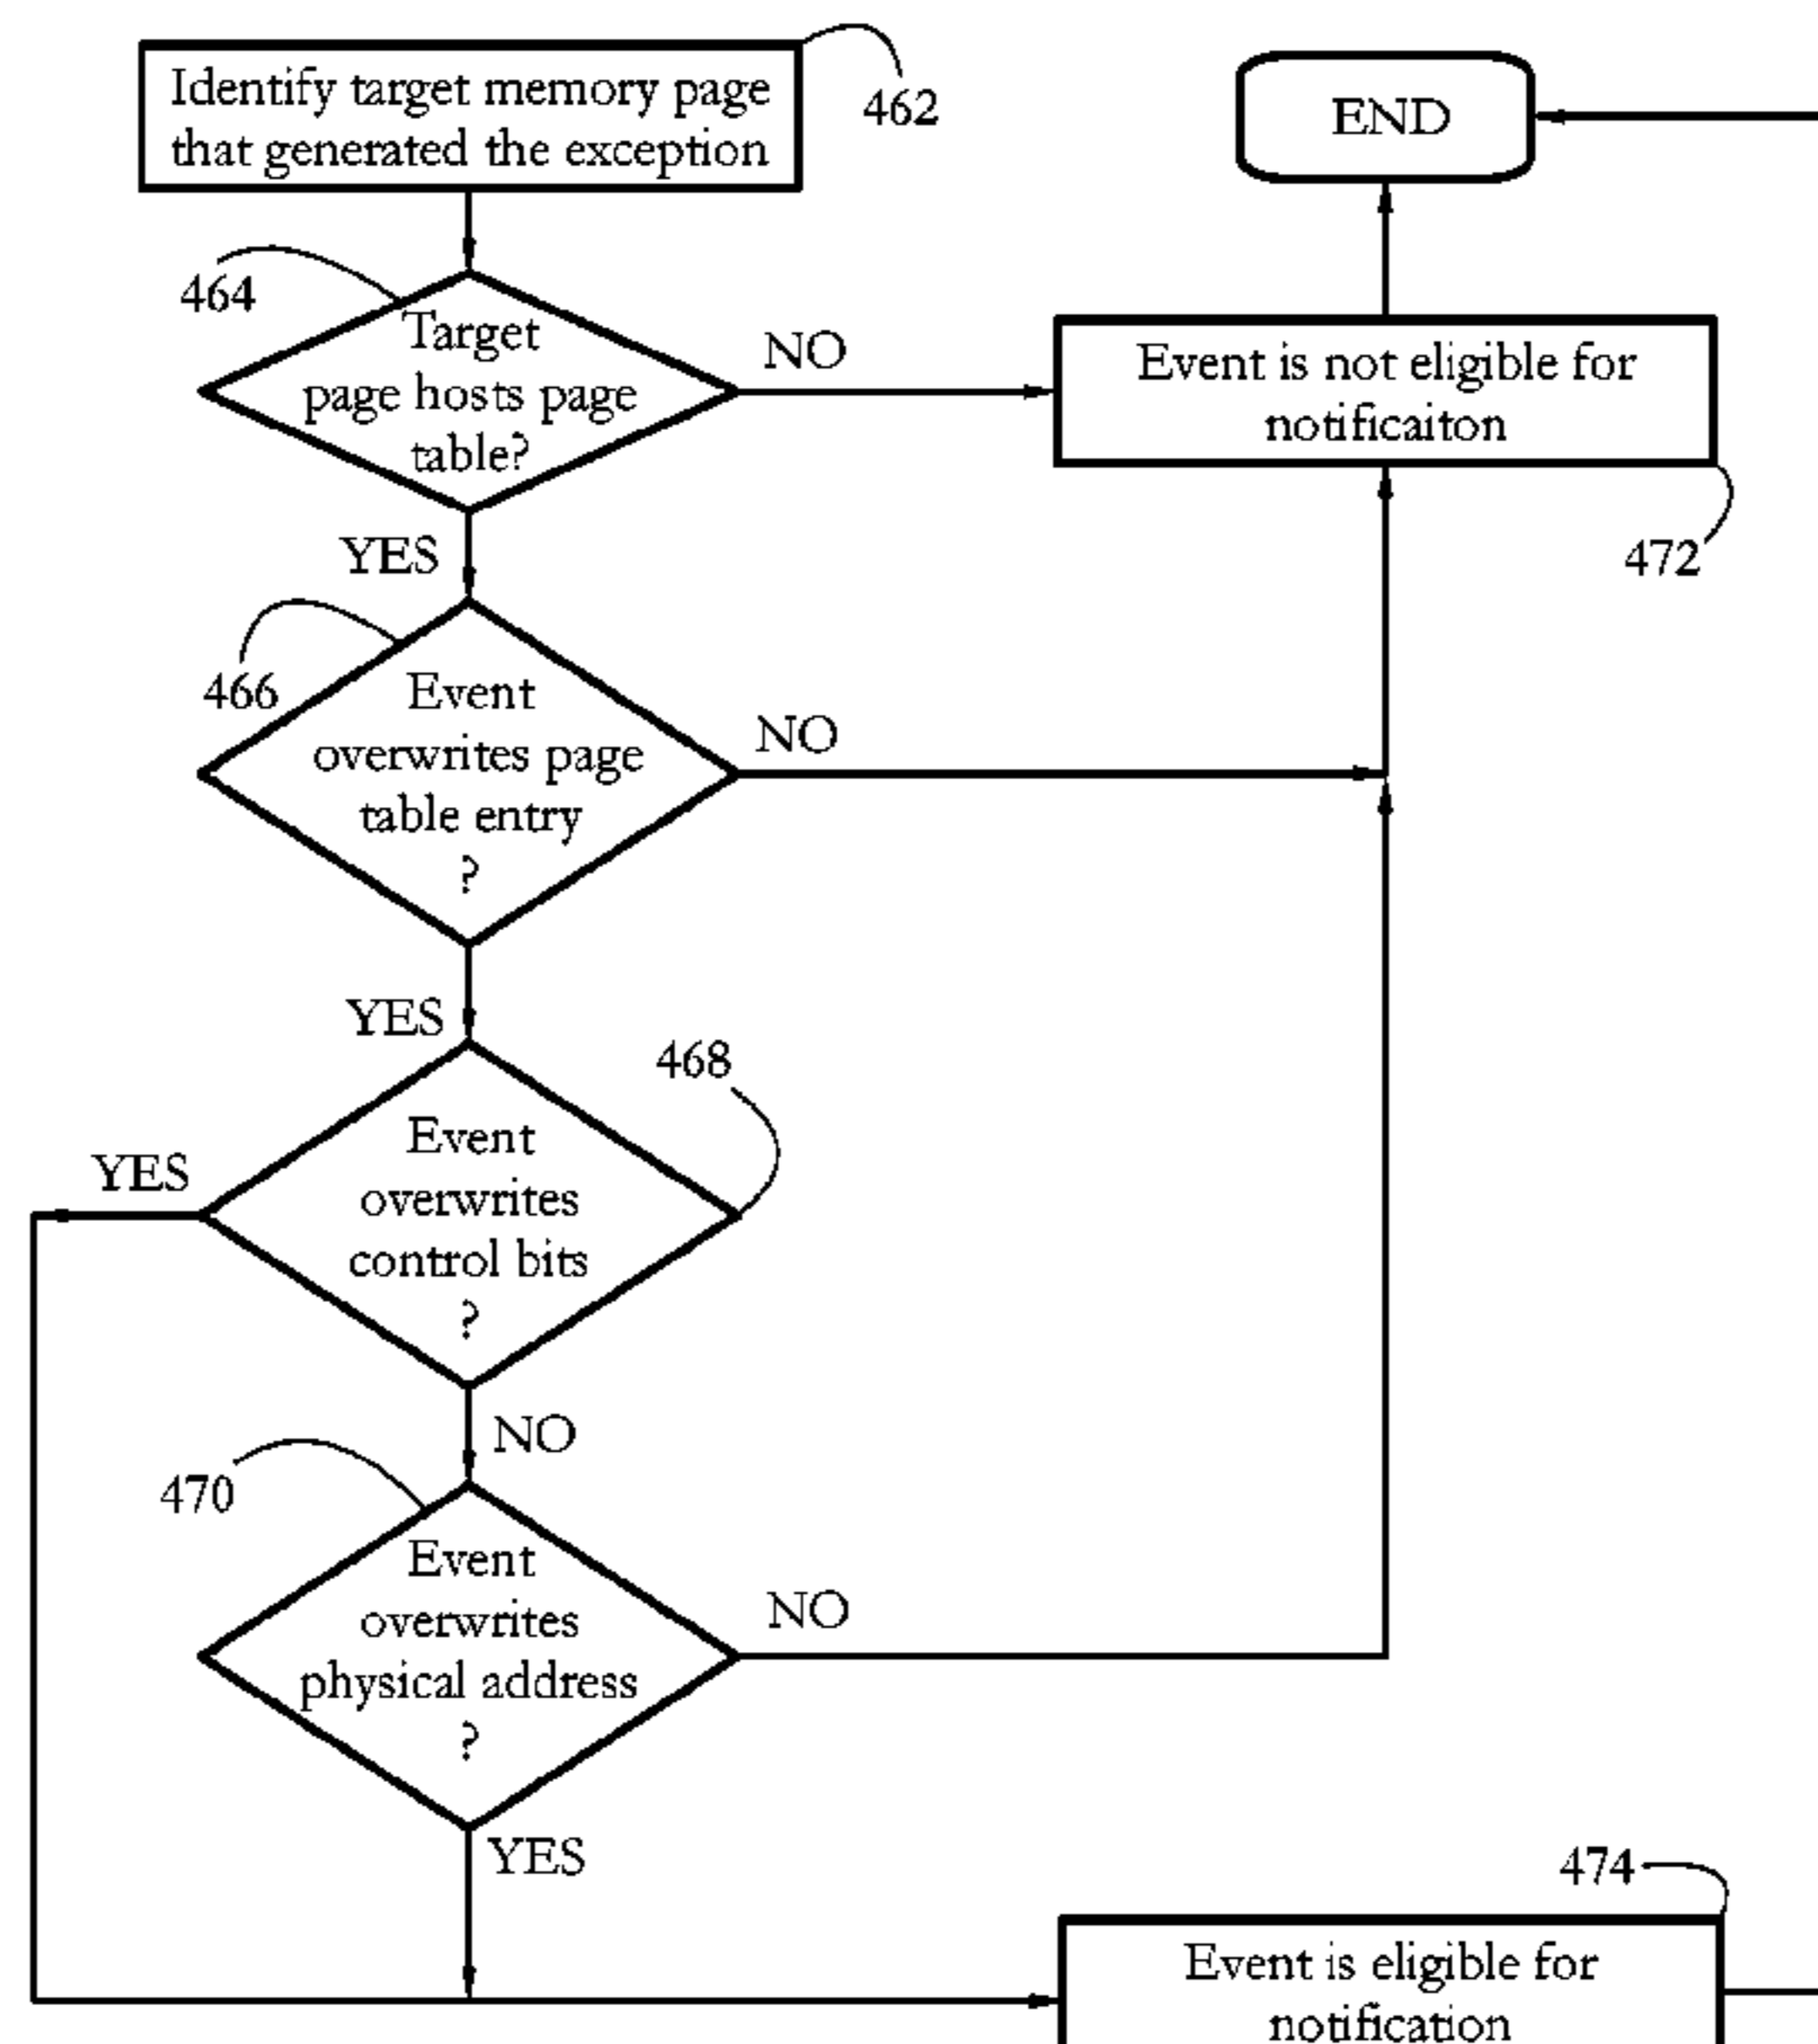 Identify target memory page
that generated the exception
462
END
464
Target
page hosts page
table?
NO
Event is not eligible for
notificaiton
472
YES
466
Event
overwrites page
table entry
?
NO
YES
468
YES
Event
overwrites
control bits
?
NO
470
Event
overwrites
physical address
?
NO
YES
474
Event is eligible for
notification